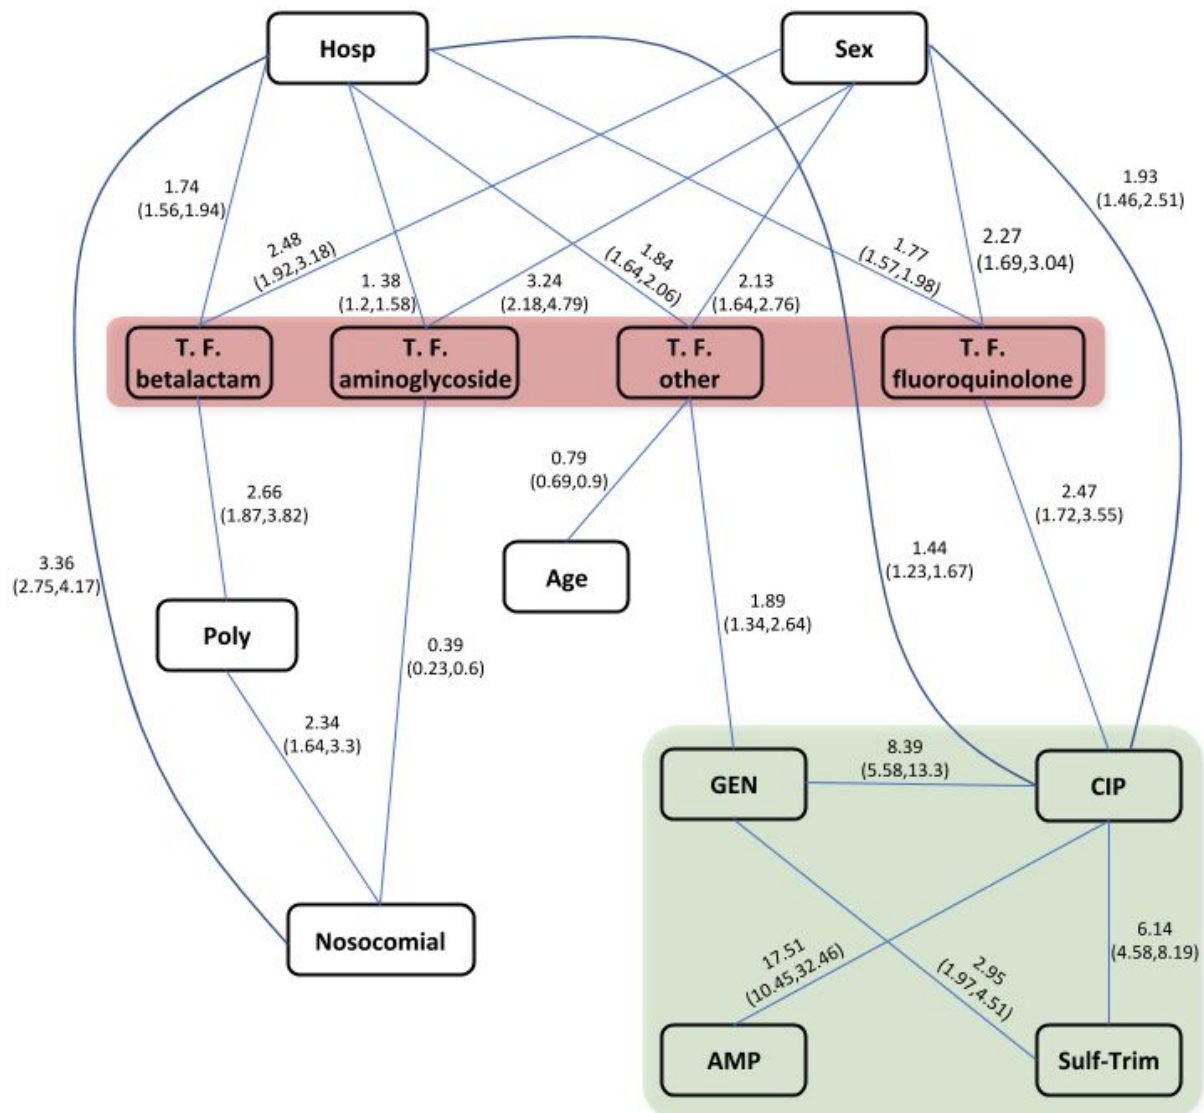 Hosp
Sex
1.74
(1.56,1.94)
2.48
(1.92,3.18)
1. 38
(1.2,1.58)
3.24
(2.18,4.79)
1.84
(1.64,2.06)
2.13
(1.64,2.76)
1.77
(1.57,1.98)
2.27
(1.69,3.04)
1.93
(1.46,2.51)
T. F.
betalactam
T. F.
aminoglycoside
T. F.
other
T. F.
fluoroquinolone
0.79
(0.69,0.9)
2.66
(1.87,3.82)
2.47
(1.72,3.55)
3.36
(2.75,4.17)
Age
1.44
(1.23,1.67)
1.89
(1.34,2.64)
Poly
0.39
(0.23,0.6)
2.34
(1.64,3.3)
GEN
8.39
(5.58,13.3)
CIP
Nosocomial
17.51
(10.45,32.46)
2.95
(1.97,4.51)
6.14
(4.58,8.19)
AMP
Sulf-Trim